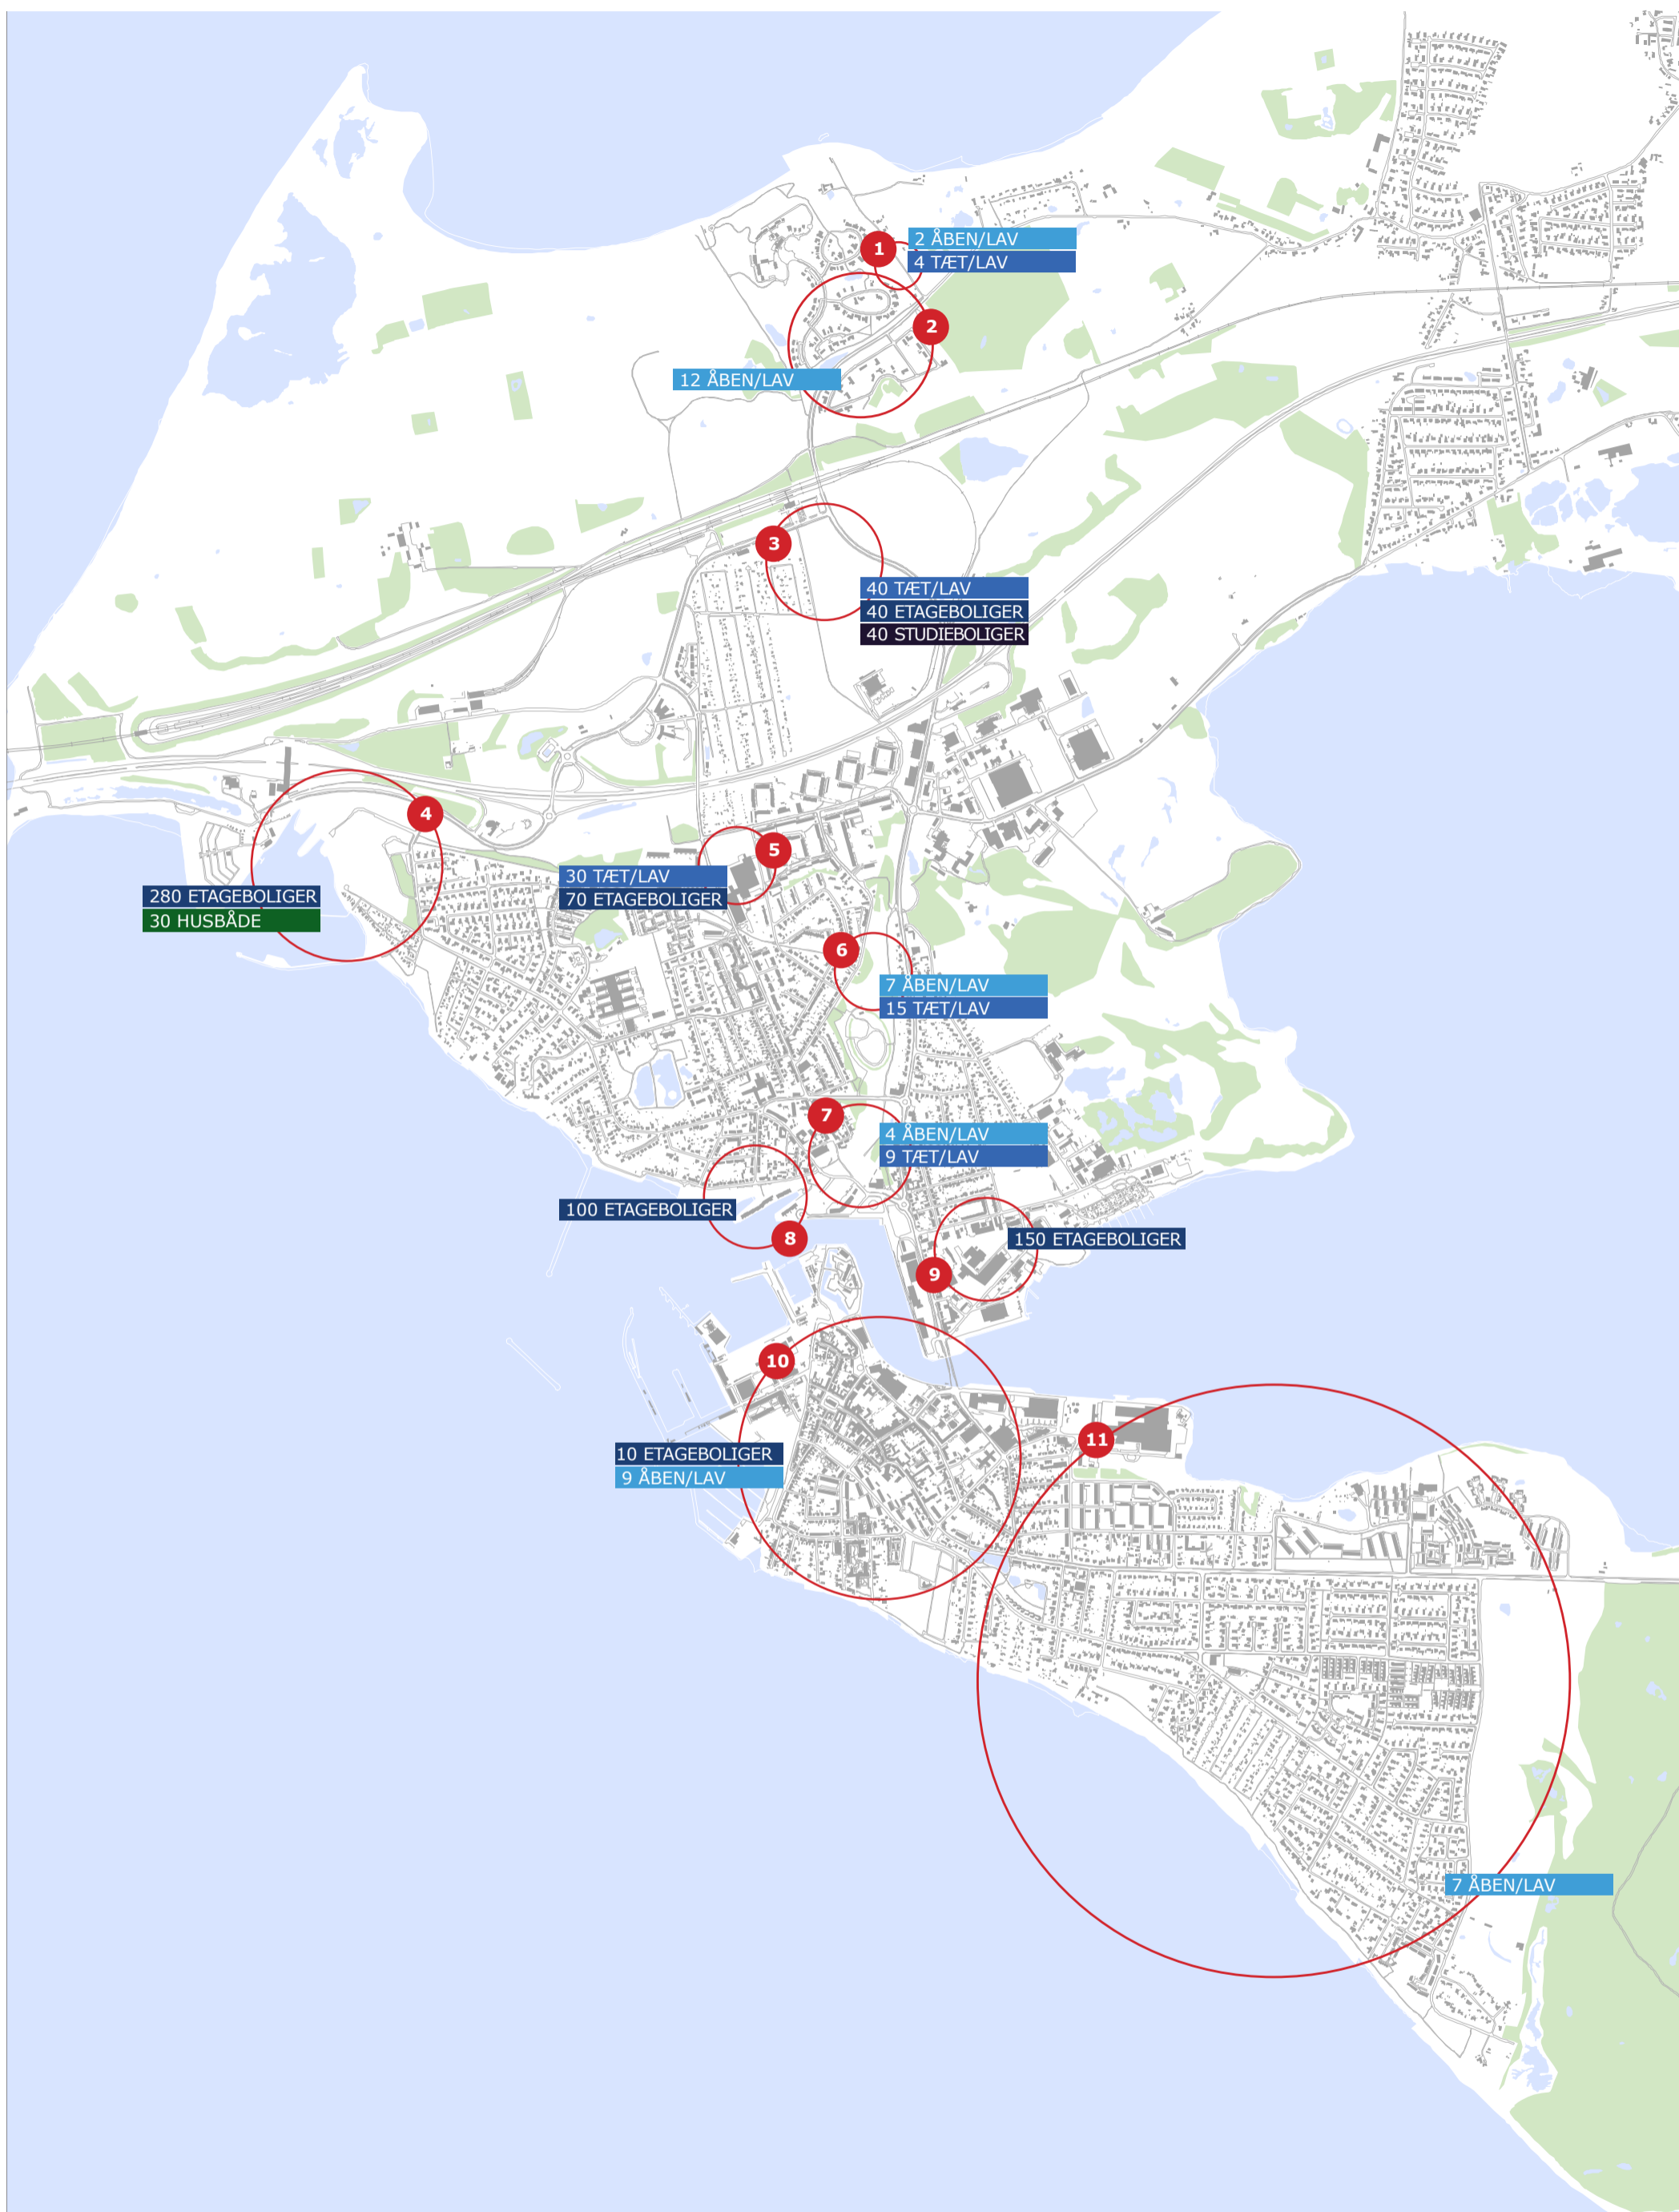 1
2 ÅBEN/LAV
4 TÆT/LAV
2
12 ÅBEN/LAV
3
40 TÆT/LAV
40 ETAGEBOLIGER
40 STUDIEBOLIGER
4
280 ETAGEBOLIGER
30 HUSBÅDE
5
30 TÆT/LAV
70 ETAGEBOLIGER
6
7 ÅBEN/LAV
15 TÆT/LAV
7
4 ÅBEN/LAV
9 TÆT/LAV
100 ETAGEBOLIGER
8
150 ETAGEBOLIGER
9
10
10 ETAGEBOLIGER
9 ÅBEN/LAV
11
7 ÅBEN/LAV